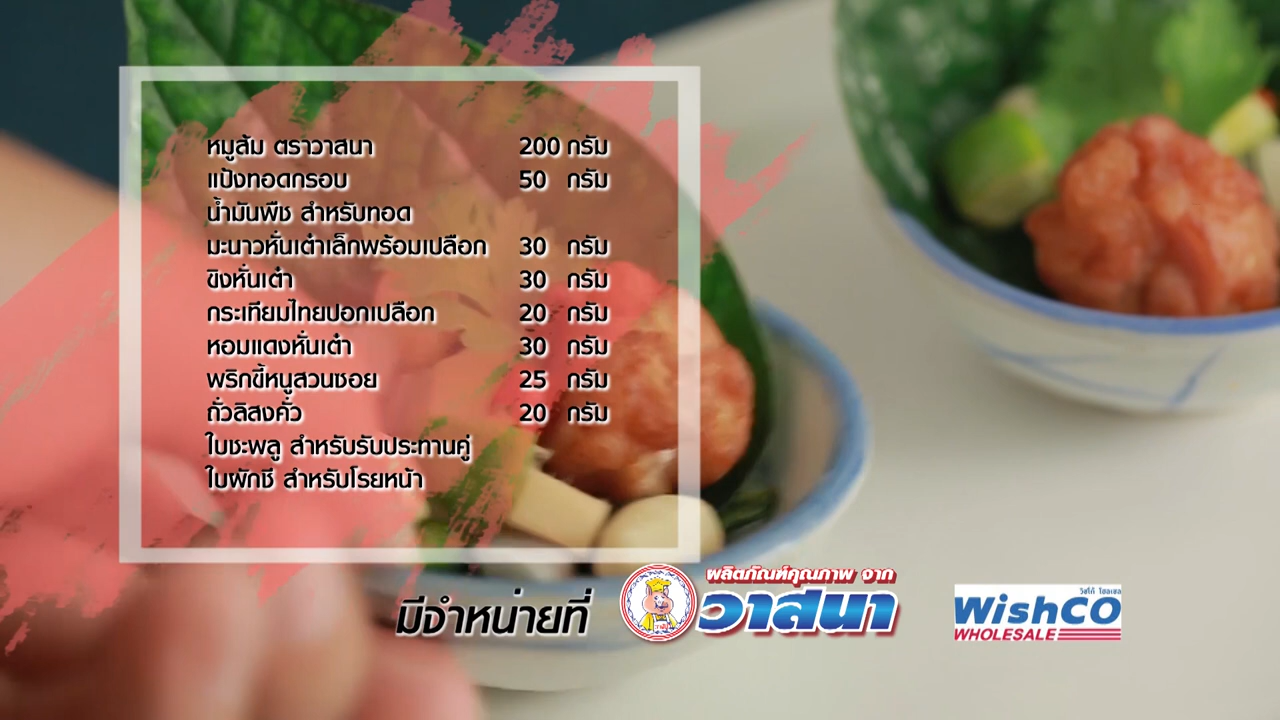 หมูส้ม ตราวาสนา 200 กรัม
แป้งทอดกรอบ 50 กรัม
น้ำมันพืช สำหรับทอด
มะนาวหั่นเต๋าเล็กพร้อมเปลือก 30 กรัม
ขิงหั่นเต๋า 30 กรัม
กระเทียมไทยปอกเปลือก 20 กรัม
หอมแดงหั่นเต๋า 30 กรัม
พริกขี้หนูสวนซอย 25 กรัม
ถั่วลิสงคั่ว 20 กรัม
ใบชะพลู สำหรับรับประทานคู่
ใบผักชี สำหรับโรยหน้า
มีจำหน่ายที่
ผลิตภัณฑ์คุณภาพ จาก
วาสนา
วิชโก้ โฮลเซล
WishCO
WHOLESALE